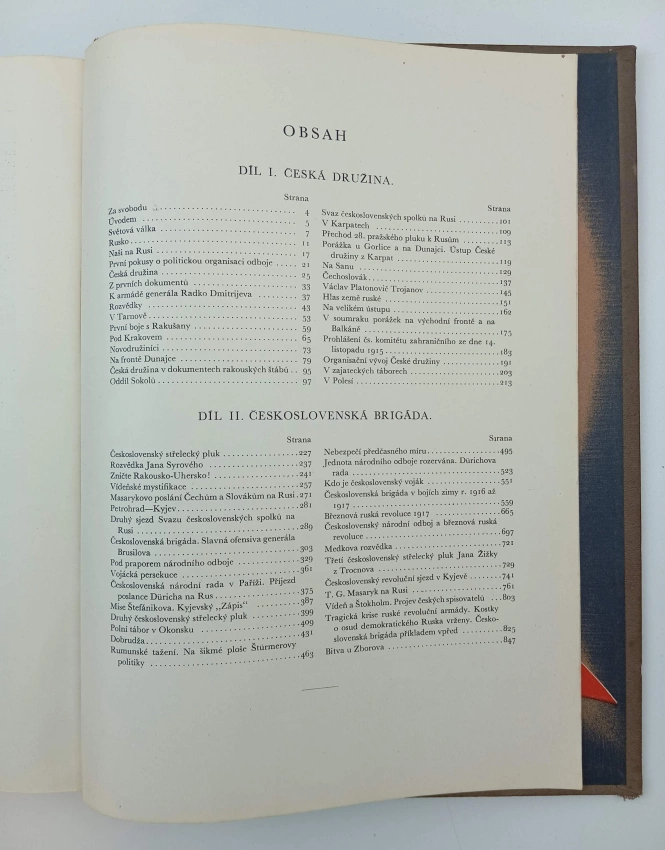 OBSAH
DÍL I. ČESKÁ DRUŽINA.
Strana
Za svobodu 4
Úvodem 5
Světová válka 7
Rusko 11
Naši na Rusi 17
První pokusy o politickou organisaci odboje 21
Česká družina 25
Z prvních dokumentů 33
K armádě generála Radko Dmitrijeva 37
Rozvědky 43
V Tarnově 53
První boje s Rakušany 59
Pod Krakovem 65
Novodružiníci 73
Na frontě Dunajce 79
Česká družina v dokumentech rakouských štábů 95
Oddíl Sokolů 97
Strana
Svaz československých spolků na Rusi 101
V Karpatech 109
Přechod 28. pražského pluku k Rusům 113
Porážka u Gorlice a na Dunajci. Ústup České
družiny z Karpat 119
Na Sanu 129
Čechoslovák 137
Václav Platonovič Trojanov 145
Hlas země ruské 151
Na velikém ústupu 162
V soumraku porážek na východní frontě a na
Balkáně 175
Prohlášení čs. komitétu zahraničního ze dne 14.
listopadu 1915 183
Organisační vývoj České družiny 191
V zajateckých táborech 203
V Polesí 213
DÍL II. ČESKOSLOVENSKÁ BRIGÁDA.
Strana
Československý střelecký pluk 227
Rozvědka Jana Syrového 237
Zničte Rakousko-Uhersko! 241
Vídeňské mystifikace 257
Masarykovo poslání Čechům a Slovákům na Rusi 271
Petrohrad—Kyjev 281
Druhý sjezd Svazu československých spolků na
Rusi 289
Československá brigáda. Slavná ofensiva generála
Brusilova 303
Pod praporem národního odboje 329
Vojácká persekuce 361
Československá národní rada v Paříži. Příjezd
poslance Düricha na Rus 375
Mise Štefánikova. Kyjevský „Zápis“ 387
Druhý československý střelecký pluk 399
Polní tábor v Okonsku 409
Dobrudža 431
Rumunské tažení. Na šikmé ploše Štürmerovy
politiky 463
Strana
Nebezpečí předčasného míru 495
Jednota národního odboje rozervána. Dürichova
rada 523
Kdo je československý voják 551
Československá brigáda v bojích zimy r. 1916 až
1917 559
Březnová ruská revoluce 1917 665
Československý národní odboj a březnová ruská
revoluce 697
Medkova rozvědka 721
Třetí československý střelecký pluk Jana Žižky
z Trocnova 729
Československý revoluční sjezd v Kyjevě 741
T. G. Masaryk na Rusi 761
Vídeň a Štokholm. Projev českých spisovatelů 803
Tragická krise ruské revoluční armády. Kostky
o osud demokratického Ruska vrženy. Česko-
slovenská brigáda příkladem vpřed 825
Bitva u Zborova 847